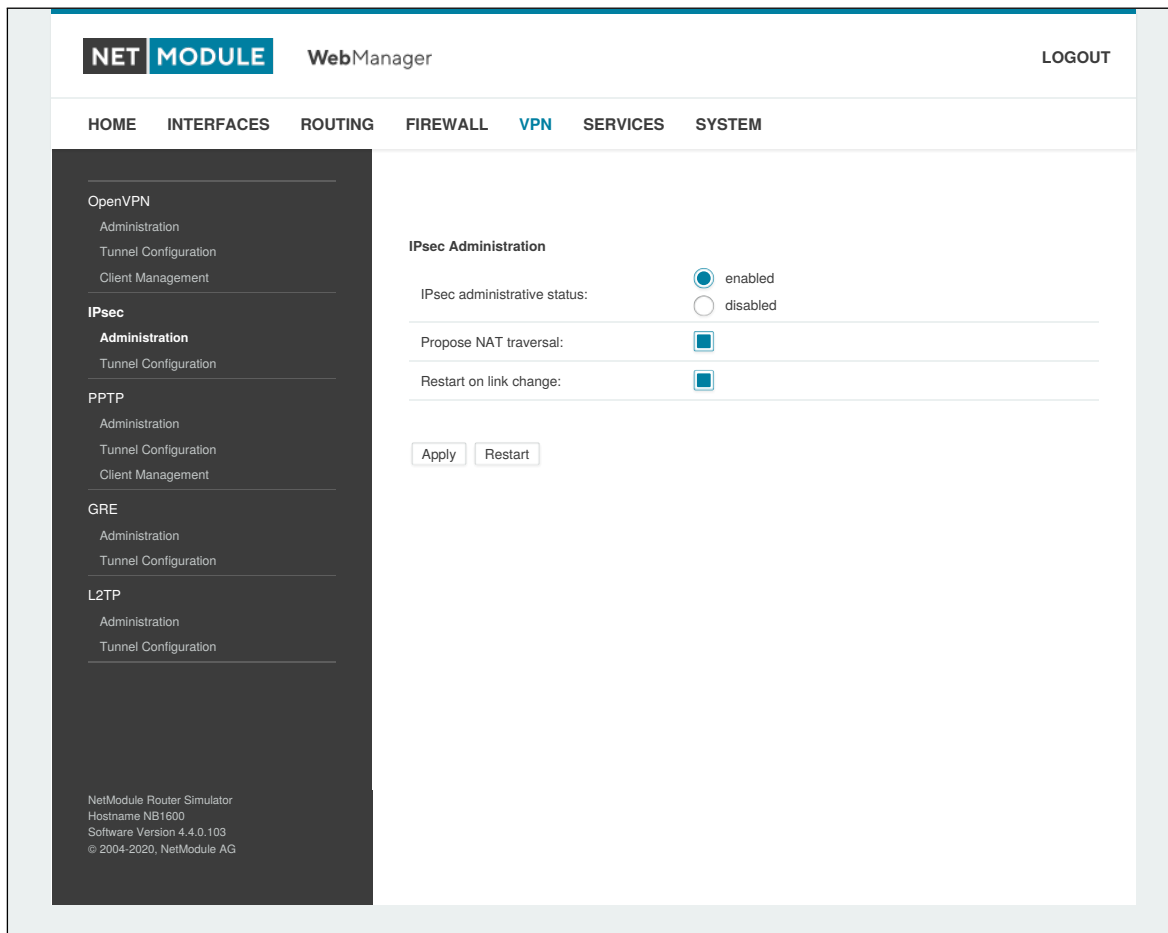 NET MODULE WebManager LOGOUT
HOME INTERFACES ROUTING FIREWALL VPN SERVICES SYSTEM
OpenVPN
Administration
Tunnel Configuration
Client Management
IPsec
Administration
Tunnel Configuration
PPTP
Administration
Tunnel Configuration
Client Management
GRE
Administration
Tunnel Configuration
L2TP
Administration
Tunnel Configuration
NetModule Router Simulator
Hostname NB1600
Software Version 4.4.0.103
© 2004-2020, NetModule AG
IPsec Administration
IPsec administrative status:
enabled
disabled
Propose NAT traversal:
Restart on link change:
Apply Restart